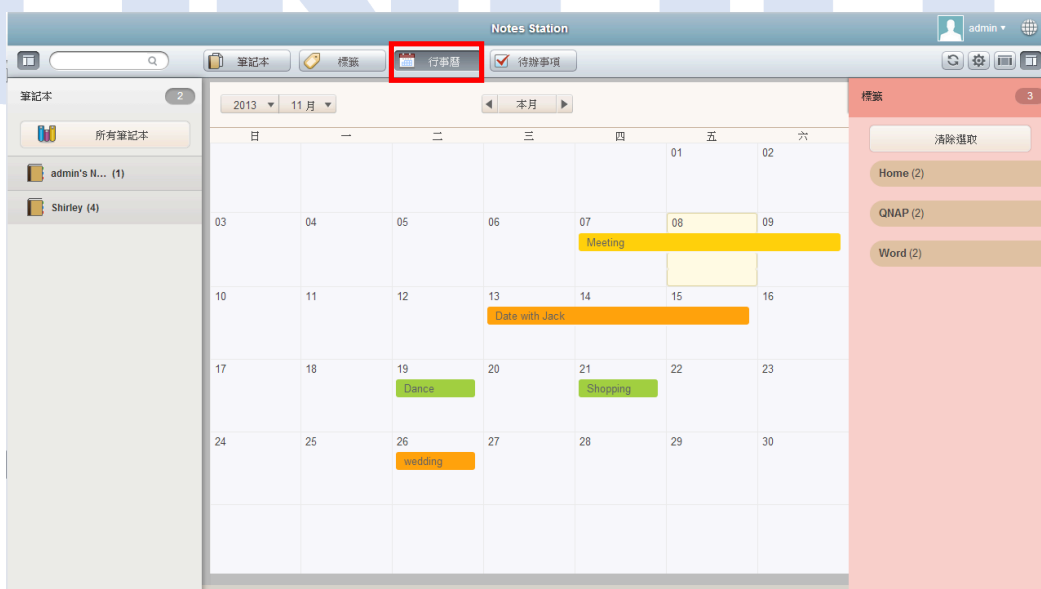 Notes Station
admin
筆記本 標籤 行事曆 待辦事項
筆記本 2
所有筆記本
admin's N... (1)
Shirley (4)
2013 11 月 本月
日 一 二 三 四 五 六
01 02
03 04 05 06 07 08 09
Meeting
10 11 12 13 14 15 16
Date with Jack
17 18 19 20 21 22 23
Dance Shopping
24 25 26 27 28 29 30
wedding
標籤 3
清除選取
Home (2)
QNAP (2)
Word (2)